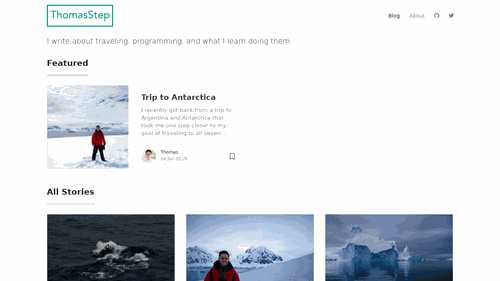 ThomasStep
Blog
About
I write about traveling, programming, and what I learn doing them
Featured
Trip to Antarctica
I recently got back from a trip to
Argentina and Antarctica that
took me one step closer to my
goal of traveling to all seven...
Thomas
04 Jan 2019
All Stories